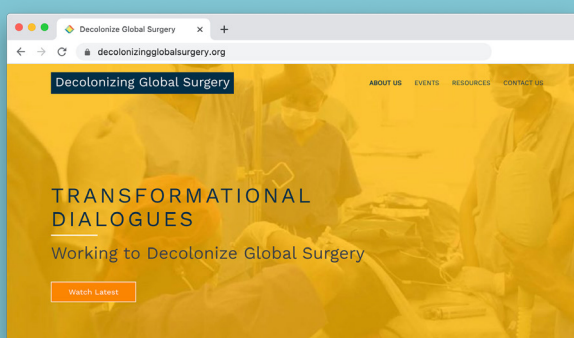 Decolonize Global Surgery
decolonizingglobalsurgery.org
Decolonizing Global Surgery
ABOUT US EVENTS RESOURCES CONTACT US
TRANSFORMATIONAL
DIALOGUES
Working to Decolonize Global Surgery
Watch Latest